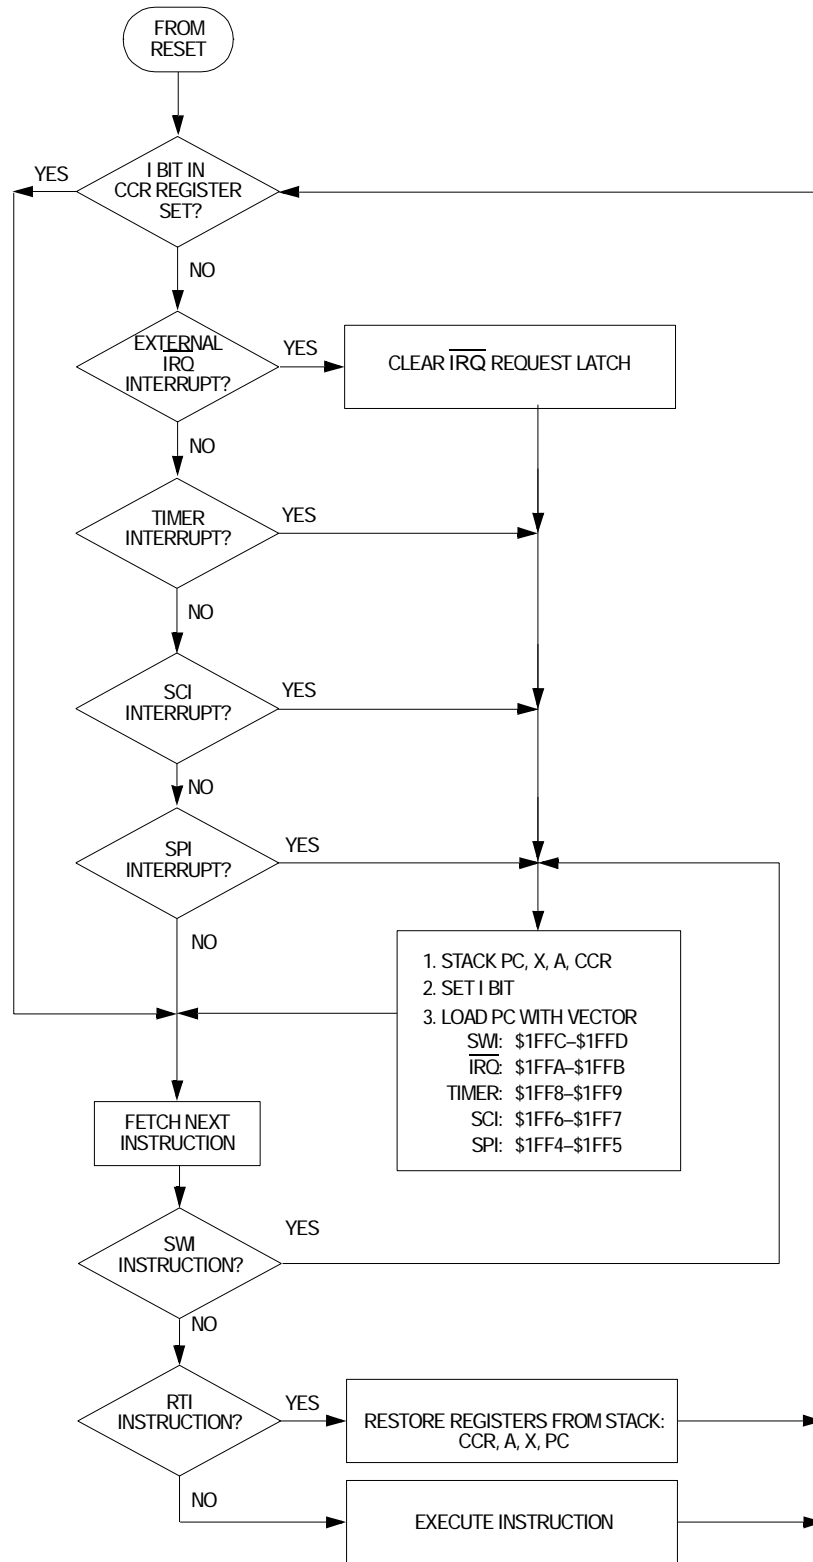 FROM
RESET
YES
I BIT IN
CCR REGISTER
SET?
NO
EXTERNAL
IRQ
INTERRUPT?
YES
CLEAR IRQ REQUEST LATCH
NO
TIMER
INTERRUPT?
YES
NO
SCI
INTERRUPT?
YES
NO
SPI
INTERRUPT?
YES
NO
1. STACK PC, X, A, CCR
2. SET I BIT
3. LOAD PC WITH VECTOR
SWI: $1FFC–$1FFD
IRQ: $1FFA–$1FFB
TIMER: $1FF8–$1FF9
SCI: $1FF6–$1FF7
SPI: $1FF4–$1FF5
FETCH NEXT
INSTRUCTION
SWI
INSTRUCTION?
YES
NO
RTI
INSTRUCTION?
YES
RESTORE REGISTERS FROM STACK:
CCR, A, X, PC
NO
EXECUTE INSTRUCTION